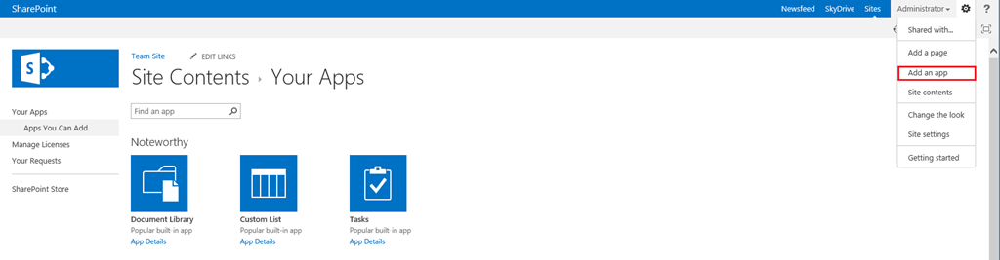 SharePoint
Newsfeed SkyDrive Sites Administrator ?
Shared with...
Add a page
Add an app
Site contents
Change the look
Site settings
Getting started
S
Team Site EDIT LINKS
Site Contents › Your Apps
Find an app
Your Apps
Apps You Can Add
Manage Licenses
Your Requests
SharePoint Store
Noteworthy
Document Library Custom List Tasks
Popular built-in app Popular built-in app Popular built-in app
App Details App Details App Details